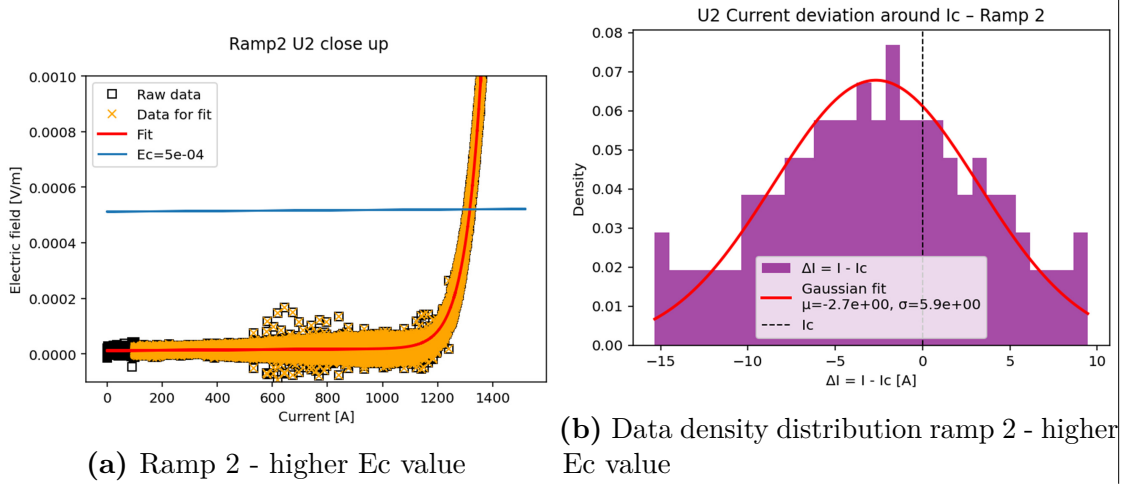 Ramp2 U2 close up
0.0010
0.0008
0.0006
0.0004
0.0002
0.0000
Electric field [V/m]
Raw data
Data for fit
Fit
Ec=5e-04
0 200 400 600 800 1000 1200 1400
Current [A]
(a) Ramp 2 - higher Ec value
U2 Current deviation around Ic – Ramp 2
0.08
0.07
0.06
0.05
0.04
0.03
0.02
0.01
0.00
Density
ΔI = I - Ic
Gaussian fit
μ=-2.7e+00, σ=5.9e+00
Ic
−15 −10 −5 0 5 10
ΔI = I - Ic [A]
(b) Data density distribution ramp 2 - higher
Ec value